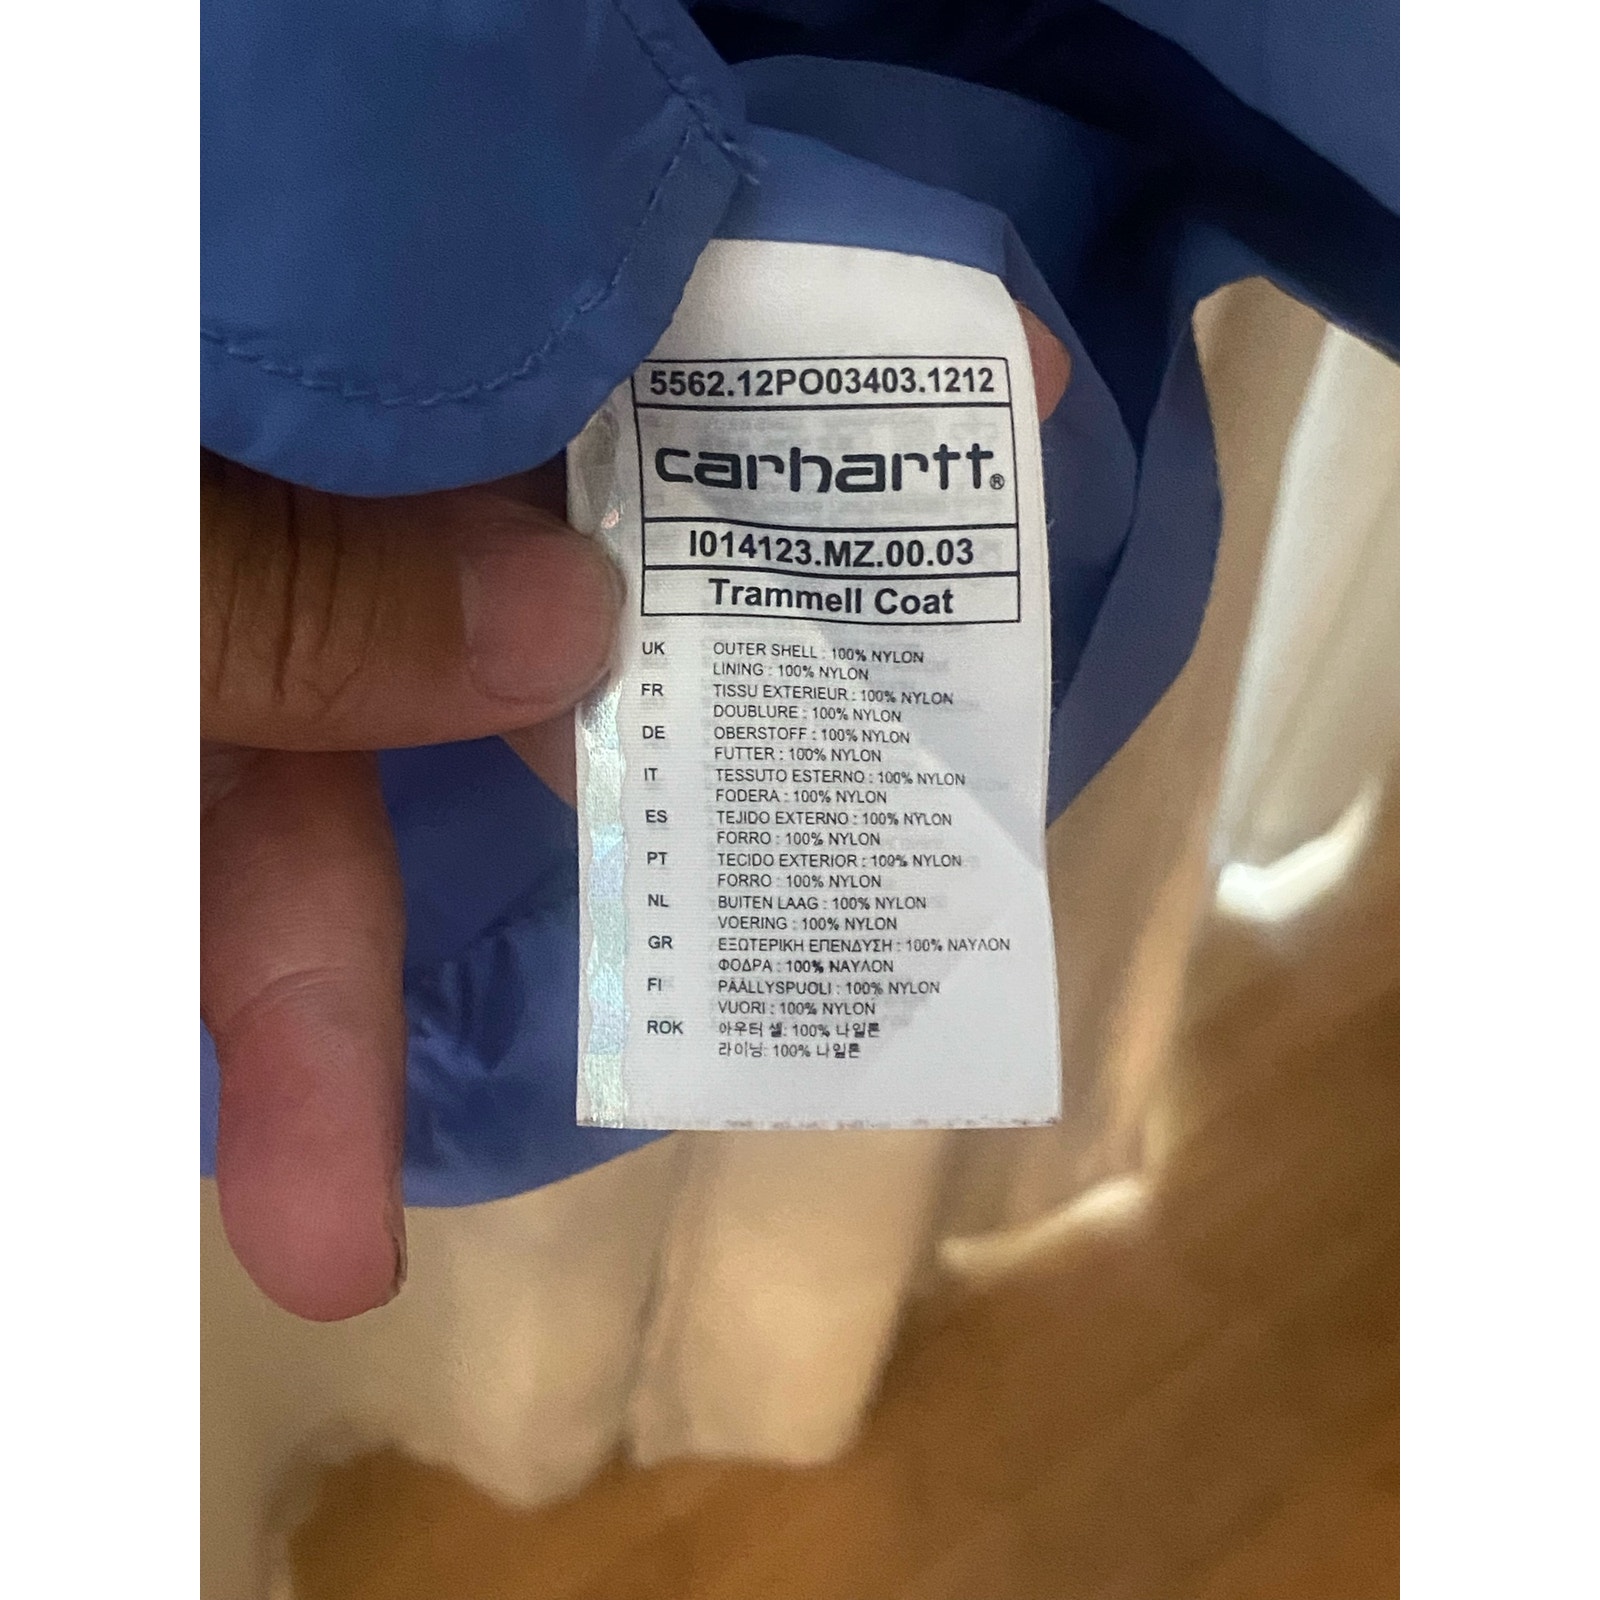 5562.12PO03403.1212
carhartt®
I014123.MZ.00.03
Trammell Coat
UK OUTER SHELL : 100% NYLON
LINING : 100% NYLON
FR TISSU EXTERIEUR : 100% NYLON
DOUBLURE : 100% NYLON
DE OBERSTOFF : 100% NYLON
FUTTER : 100% NYLON
IT TESSUTO ESTERNO : 100% NYLON
FODERA : 100% NYLON
ES TEJIDO EXTERNO : 100% NYLON
FORRO : 100% NYLON
PT TECIDO EXTERIOR : 100% NYLON
FORRO : 100% NYLON
NL BUITEN LAAG : 100% NYLON
VOERING : 100% NYLON
GR ΕΞΩΤΕΡΙΚΗ ΕΠΕΝΔΥΣΗ : 100% ΝΑΥΛΟΝ
ΦΟΔΡΑ : 100% ΝΑΥΛΟΝ
FI PÄÄLLYSPUOLI : 100% NYLON
VUORI : 100% NYLON
ROK 아우터 셸: 100% 나일론
라이닝: 100% 나일론